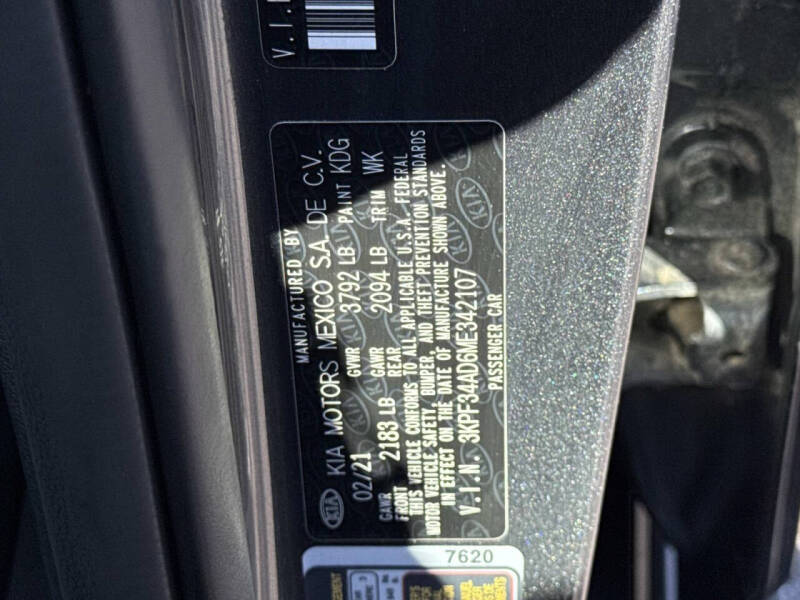 V.I.
MANUFACTURED BY
KIA KIA MOTORS MEXICO S.A. DE C.V.
02/21 GVWR 3792 LB PAINT KDG
GAWR FRONT 2183 LB GAWR REAR 2094 LB TRIM WK
THIS VEHICLE CONFORMS TO ALL APPLICABLE U.S.A. FEDERAL
MOTOR VEHICLE SAFETY, BUMPER, AND THEFT PREVENTION STANDARDS
IN EFFECT ON THE DATE OF MANUFACTURE SHOWN ABOVE.
V.I.N 3KPF34AD6ME342107
PASSENGER CAR
7620